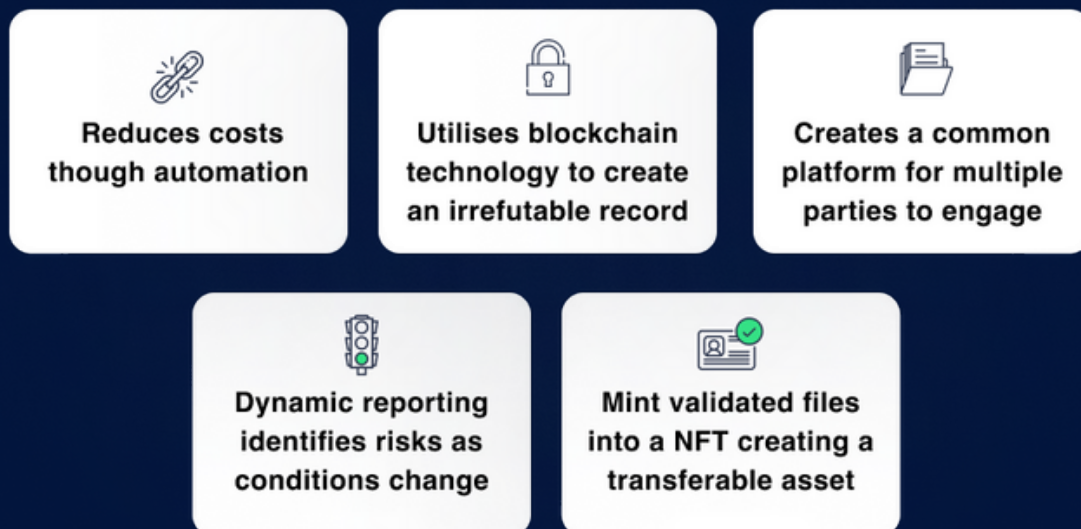 Reduces costs
though automation
Utilises blockchain
technology to create
an irrefutable record
Creates a common
platform for multiple
parties to engage
Dynamic reporting
identifies risks as
conditions change
Mint validated files
into a NFT creating a
transferable asset